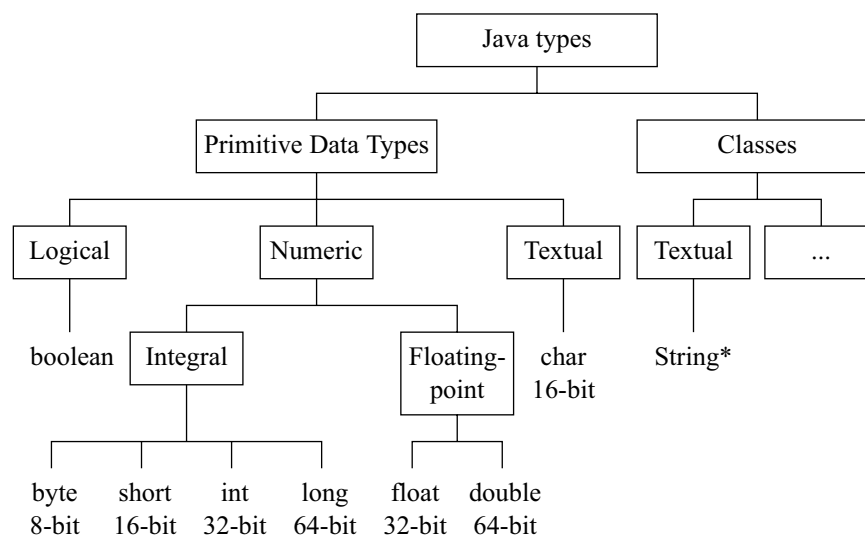 Java types
Primitive Data Types
Classes
Logical
Numeric
Textual
Textual
...
boolean
Integral
Floating-
point
char
16-bit
String*
byte
8-bit
short
16-bit
int
32-bit
long
64-bit
float
32-bit
double
64-bit